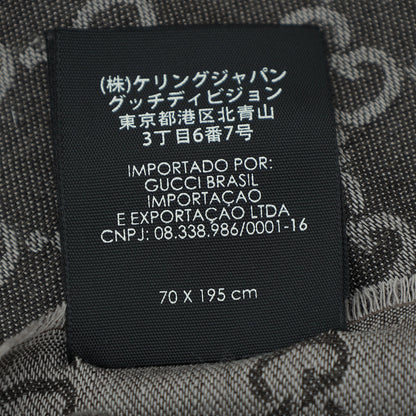 (株)ケリングジャパン
グッチディビジョン
東京都港区北青山
3丁目6番7号
IMPORTADO POR:
GUCCI BRASIL
IMPORTAÇAO
E EXPORTAÇAO LTDA
CNPJ: 08.338.986/0001-16
70 X 195 cm